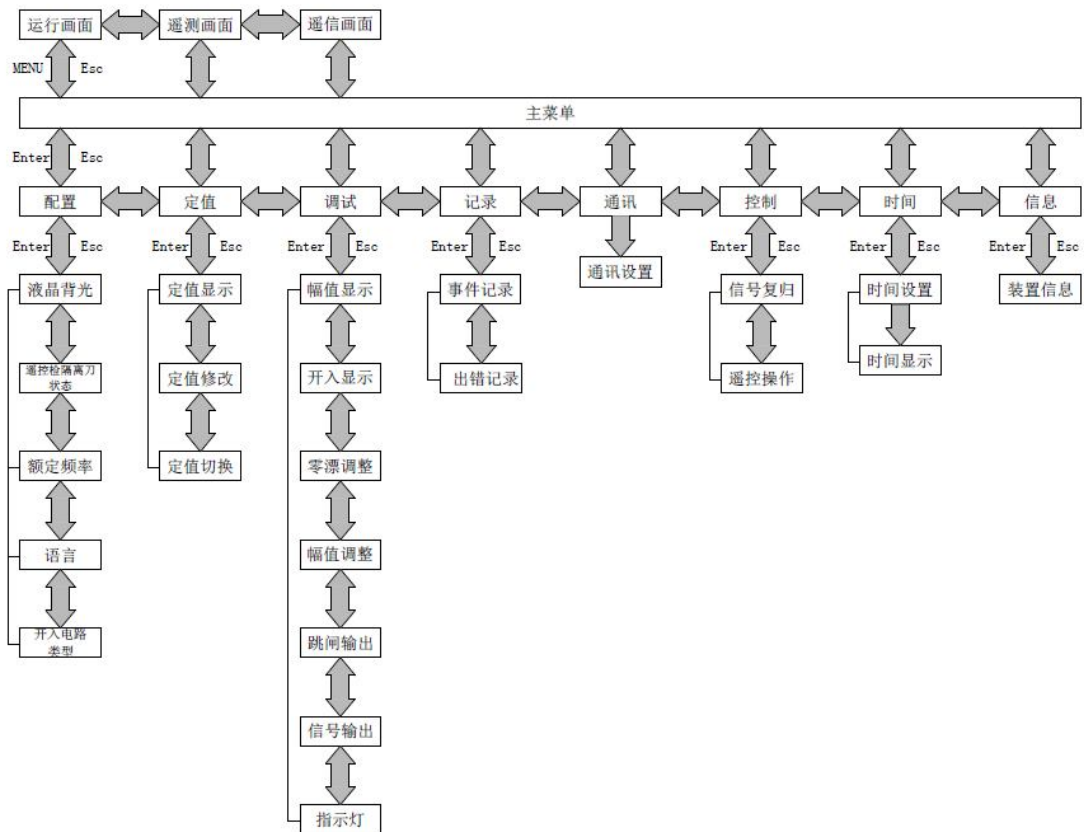 运行画面 遥测画面 遥信画面
MENU Esc
主菜单
Enter Esc
配置 定值 调试 记录 通讯 控制 时间 信息
Enter Esc Enter Esc Enter Esc Enter Esc Enter Esc Enter Esc Enter Esc
通讯设置
液晶背光 定值显示 幅值显示 事件记录 信号复归 时间设置 装置信息
时间显示
遥控检隔离刀
状态
定值修改 开入显示 出错记录 遥控操作
额定频率 定值切换 零漂调整
语言 幅值调整
开入电路
类型
跳闸输出
信号输出
指示灯